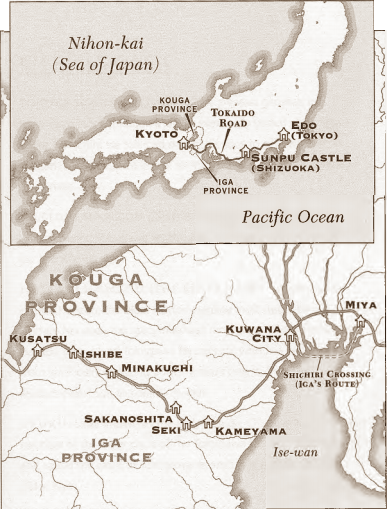 Nihon-kai
(Sea of Japan)
KOUGA
PROVINCE
TOKAIDO
ROAD
KYOTO
EDO
(TOKYO)
SUNPU CASTLE
(SHIZUOKA)
IGA
PROVINCE
Pacific Ocean
KOUGA
PROVINCE
MIYA
KUWANA
CITY
KUSATSU
ISHIBE
MINAKUCHI
SHICHIRI CROSSING
(IGA'S ROUTE)
SAKANOSHITA
SEKI
KAMEYAMA
IGA
PROVINCE
Ise-wan